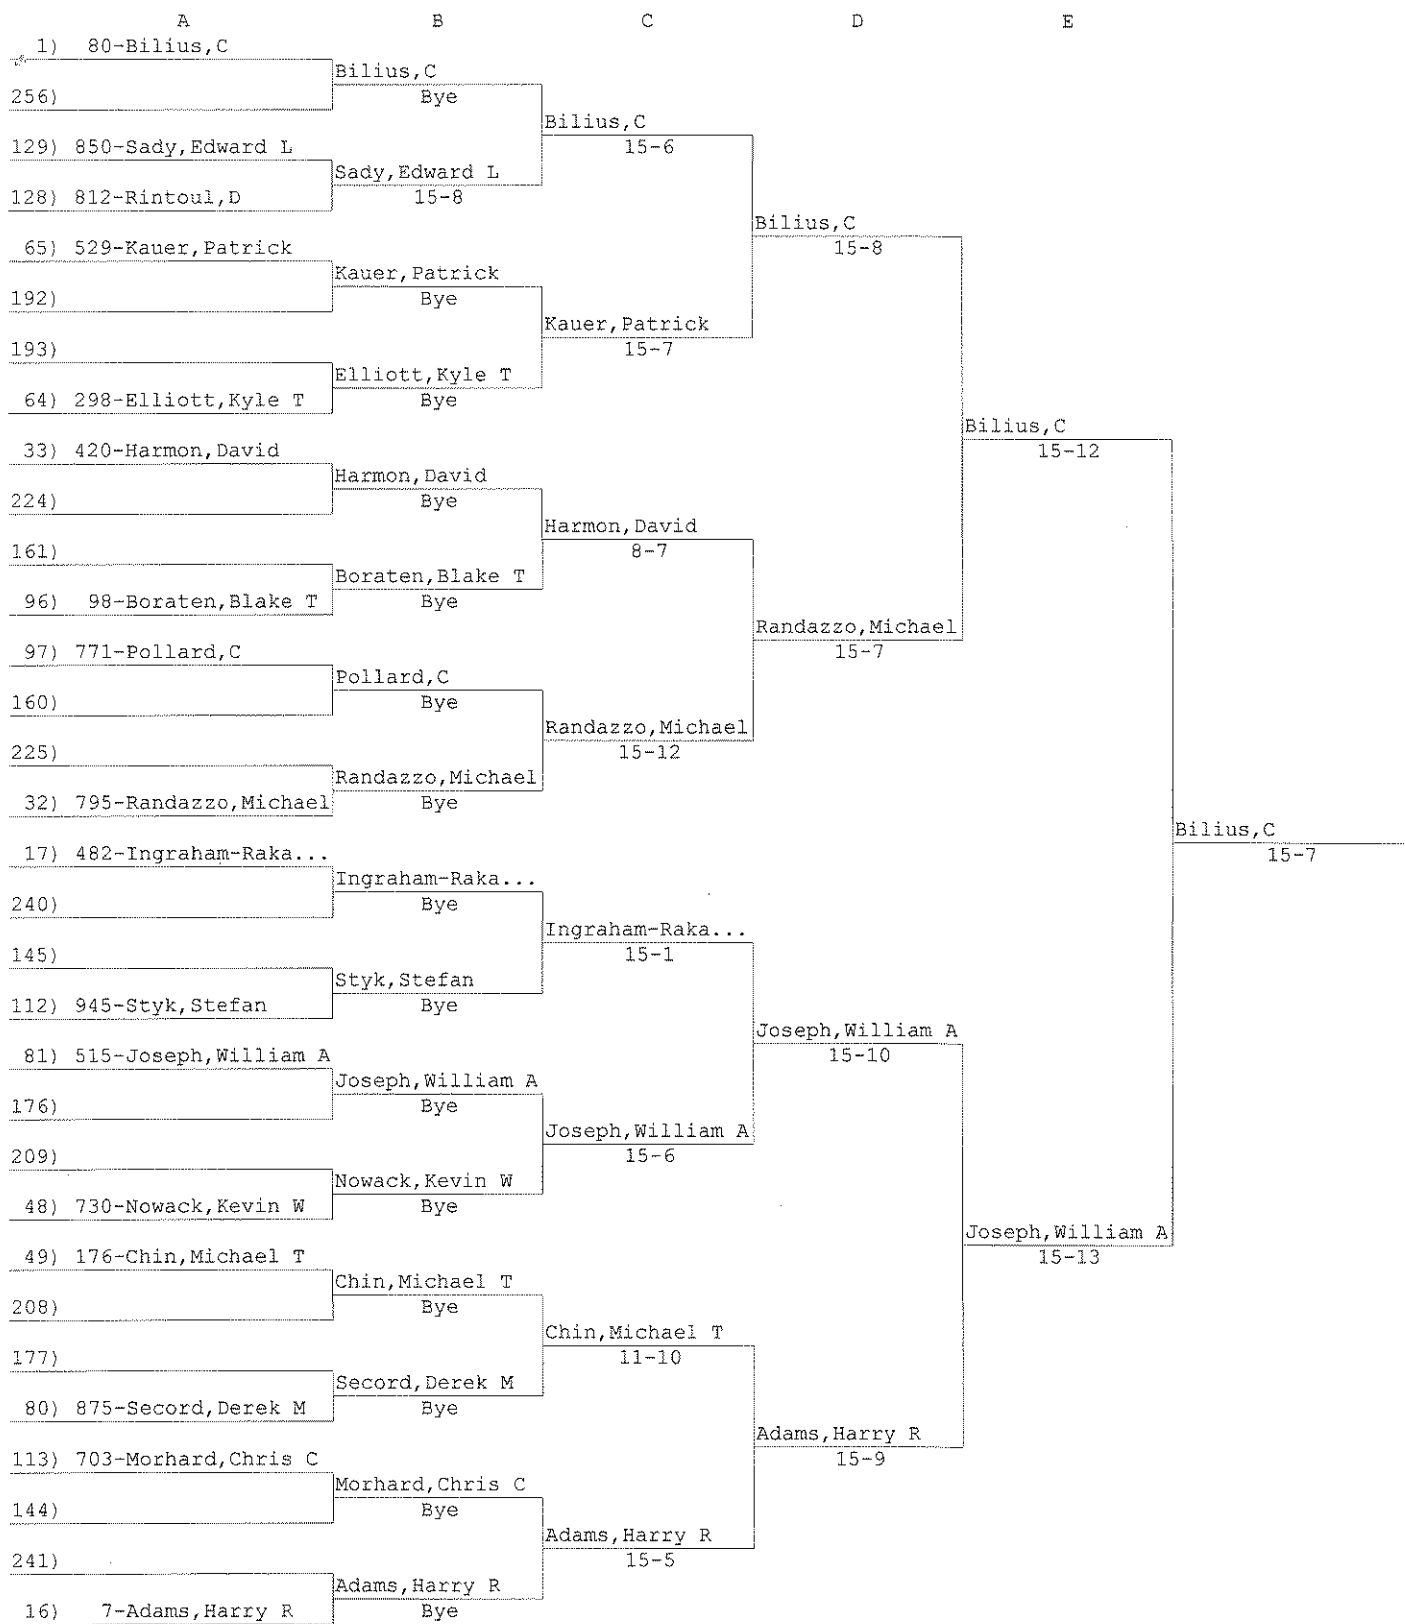 A B C D E
1) 80-Bilius,C
Bilius,C
256) Bye
Bilius,C
129) 850-Sady,Edward L 15-6
Sady,Edward L
128) 812-Rintoul,D 15-8
Bilius,C
65) 529-Kauer,Patrick 15-8
Kauer,Patrick
192) Bye
Kauer,Patrick
193) 15-7
Elliott,Kyle T
64) 298-Elliott,Kyle T Bye
Bilius,C
33) 420-Harmon,David 15-12
Harmon,David
224) Bye
Harmon,David
161) 8-7
Boraten,Blake T
96) 98-Boraten,Blake T Bye
Randazzo,Michael
97) 771-Pollard,C 15-7
Pollard,C
160) Bye
Randazzo,Michael
225) 15-12
Randazzo,Michael
32) 795-Randazzo,Michael Bye
Bilius,C
17) 482-Ingraham-Raka... 15-7
Ingraham-Raka...
240) Bye
Ingraham-Raka...
145) 15-1
Styk,Stefan
112) 945-Styk,Stefan Bye
Joseph,William A
81) 515-Joseph,William A 15-10
Joseph,William A
176) Bye
Joseph,William A
209) 15-6
Nowack,Kevin W
48) 730-Nowack,Kevin W Bye
Joseph,William A
49) 176-Chin,Michael T 15-13
Chin,Michael T
208) Bye
Chin,Michael T
177) 11-10
Secord,Derek M
80) 875-Secord,Derek M Bye
Adams,Harry R
113) 703-Morhard,Chris C 15-9
Morhard,Chris C
144) Bye
Adams,Harry R
241) 15-5
Adams,Harry R
16) 7-Adams,Harry R Bye